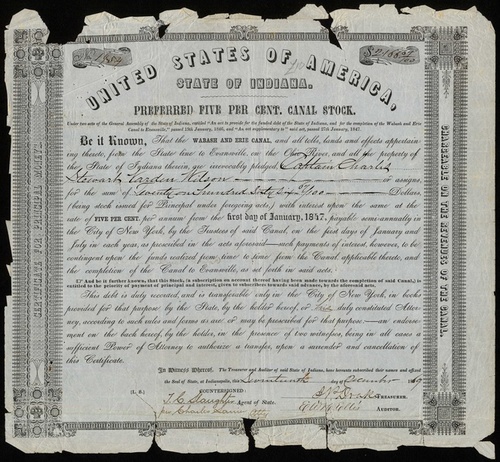 UNITED STATES OF AMERICA,
STATE OF INDIANA.
PREFERRED FIVE PER CENT. CANAL STOCK.
Under two acts of the General Assembly of the State of Indiana, entitled "An act to provide for the funded debt of the State of Indiana, and for the completion of the Wabash and Erie
Canal to Evansville," passed 19th January, 1846, and "An act supplementary to" said act, passed 27th January, 1847.
Be it Known, That the WABASH AND ERIE CANAL, and all tolls, lands and effects appertain-
ing thereto, from the State line to Evansville, on the Ohio River, and all the property of
the State of Indiana therein are irrevocably pledged, Captain Charles
Stewart Harden Wilson or assigns,
for the sum of Hundred Sixty Six Dollars,
(being stock issued for Principal under foregoing acts,) with interest upon the same at the
rate of FIVE PER CENT. per annum from the first day of January, 1847, payable semi-annually in
the City of New York, by the Trustees of said Canal, on the first days of January and
July in each year, as prescribed in the acts aforesaid—such payments of interest, however, to be
contingent upon the funds realized from time to time from the Canal applicable thereto, and
the completion of the Canal to Evansville, as set forth in said acts.
And be it further Known, that this Stock, is subscription on account thereof having been made towards the completion of said Canal, is
entitled to the priority of payment of principal and interest, given to subscribers towards said advance, by the aforesaid acts.
This debt is duly recorded, and is transferable only in the City of New York, in books
provided for that purpose by the State, by the holder hereof, or his duly constituted Attor-
ney, according to such rules and forms as are or may be prescribed for that purpose—an endorse-
ment on the back hereof, by the holder, in the presence of two witnesses, being in all cases a
sufficient Power of Attorney to authorize a transfer, upon a surrender and cancellation of
this Certificate.
In Witness Whereof, The Treasurer and Auditor of said State of Indiana, have hereunto subscribed their names and affixed
the Seal of State, at Indianapolis, this Seventeenth
(L. S.) COUNTERSIGNED:
TREASURER.
Agent of State.
AUDITOR.
CERTIFICATE FOR PRINCIPAL
CHARGEABLE ON THE REVENUES OF THE CANAL.